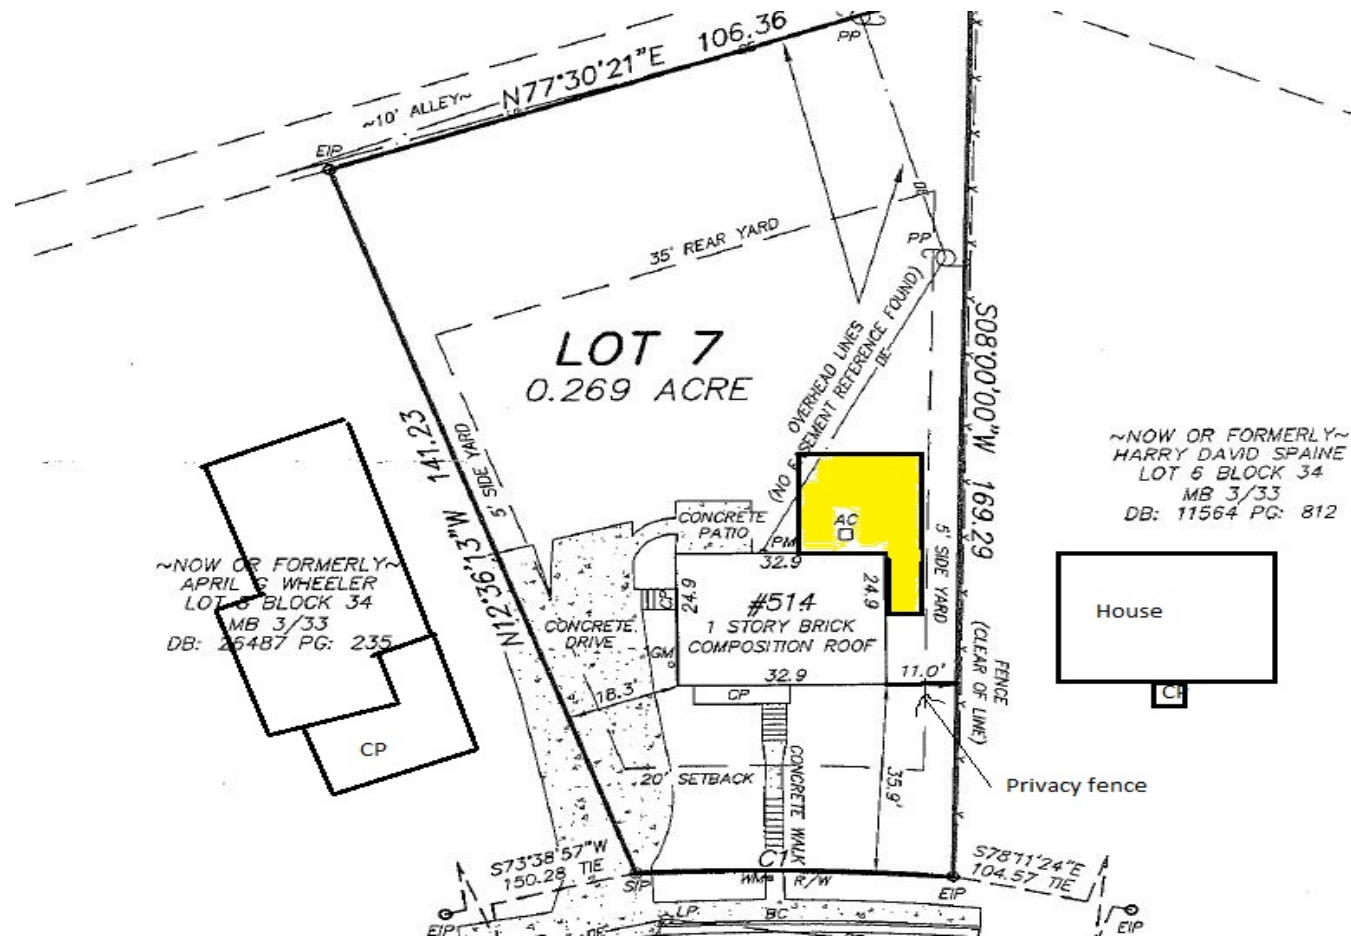 106.36
PP
N77°30'21"E
~10' ALLEY~
EIP
DE
35' REAR YARD
PP
LOT 7
0.269 ACRE
OVERHEAD LINES
(NO EASEMENT REFERENCE FOUND)
DE
S08°00'00"W 169.29
141.23
N12°36'13"W
5' SIDE YARD
~NOW OR FORMERLY~
HARRY DAVID SPAINE
LOT 6 BLOCK 34
MB 3/33
DB: 11564 PG: 812
CONCRETE
PATIO
AC
PM
32.9
5' SIDE YARD
~NOW OR FORMERLY~
APRIL G WHEELER
LOT 8 BLOCK 34
MB 3/33
DB: 26487 PG: 235
24.9
24.9
CP
#514
1 STORY BRICK
COMPOSITION ROOF
House
CONCRETE
DRIVE
GM
32.9
11.0'
FENCE
(CLEAR OF LINE)
18.3'
CP
CP
CP
20' SETBACK
CONCRETE WALK
35.9'
Privacy fence
S73°38'57"W
150.28 TIE
C1
S78°11'24"E
104.57 TIE
SIP
WM
R/W
EIP
LP
BC
EIP
EIP